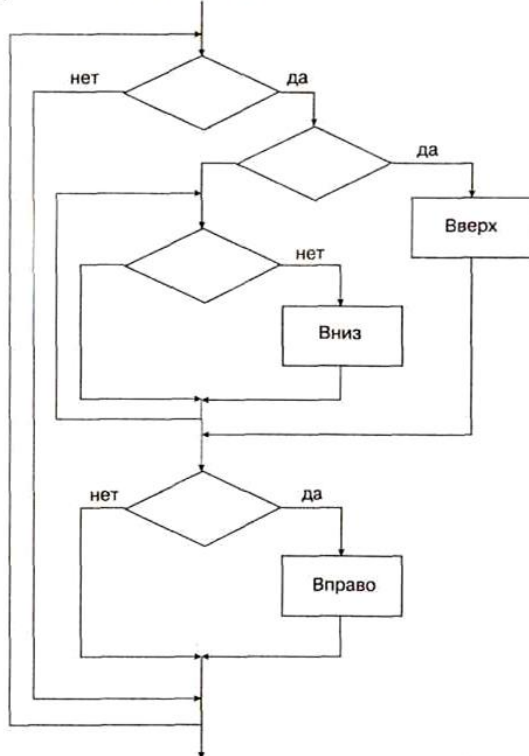 нет
да
да
Вверх
нет
Вниз
нет
да
Вправо